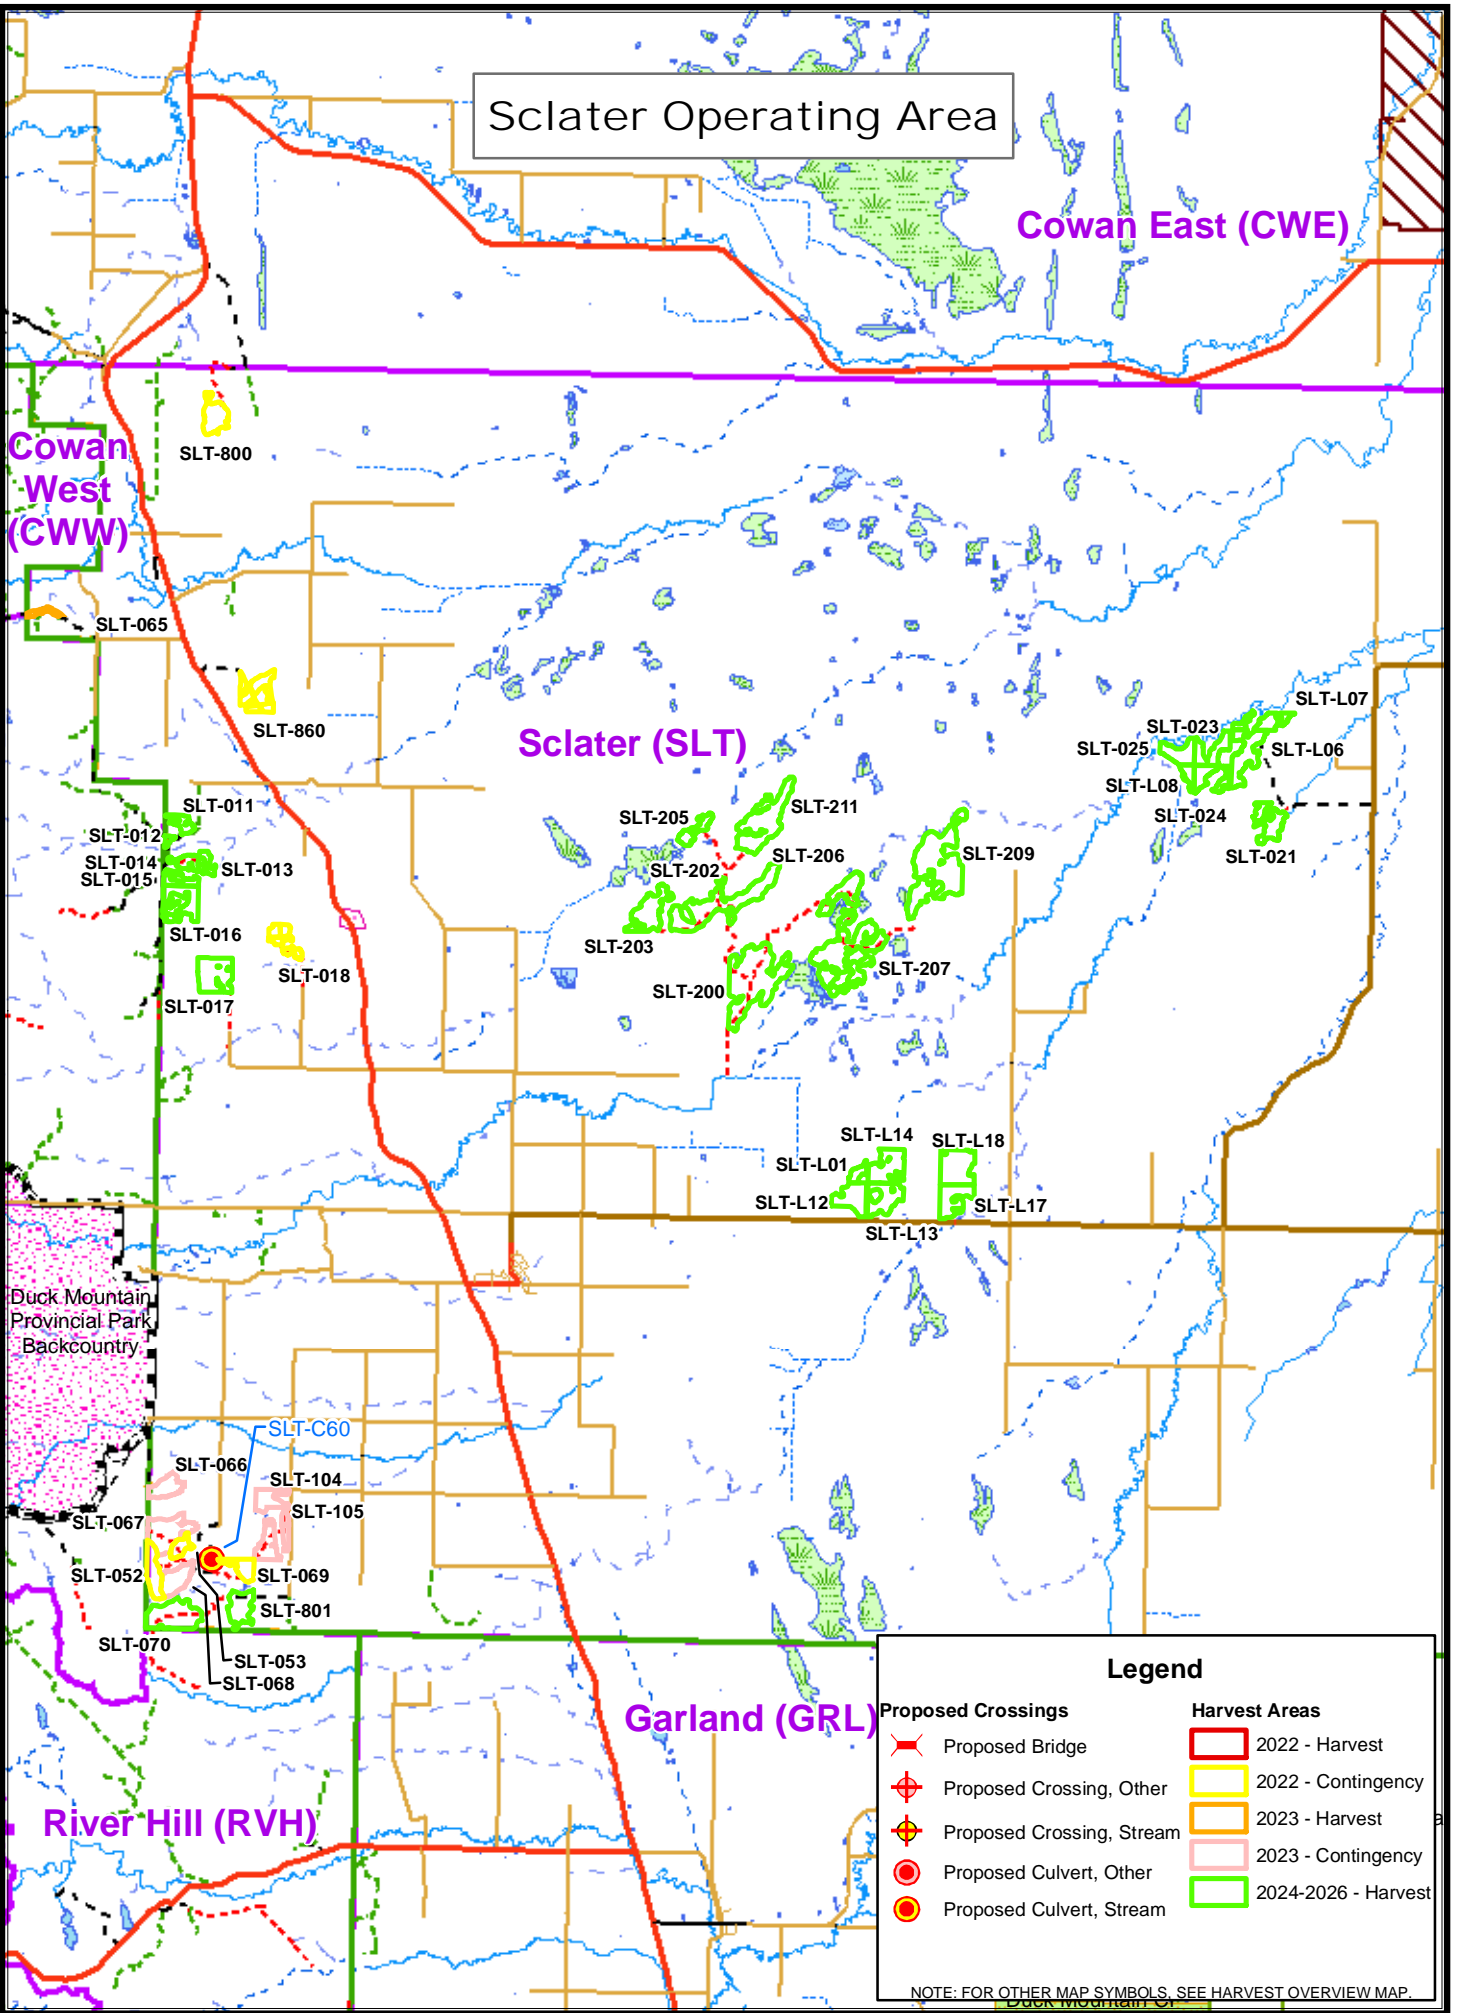 Sclater Operating Area
Cowan East (CWE)
Cowan
West
(CWW)
SLT-800
SLT-065
SLT-860
Sclater (SLT)
SLT-L07
SLT-023
SLT-025
SLT-L06
SLT-L08
SLT-024
SLT-021
SLT-011
SLT-012
SLT-014
SLT-013
SLT-015
SLT-016
SLT-018
SLT-017
SLT-211
SLT-205
SLT-206
SLT-202
SLT-209
SLT-203
SLT-207
SLT-200
SLT-L14
SLT-L18
SLT-L01
SLT-L12
SLT-L17
SLT-L13
Duck Mountain
Provincial Park
Backcountry
SLT-C60
SLT-066
SLT-104
SLT-105
SLT-067
SLT-052
SLT-069
SLT-801
SLT-070
SLT-053
SLT-068
Garland (GRL)
River Hill (RVH)
Legend
Proposed Crossings
Proposed Bridge
Proposed Crossing, Other
Proposed Crossing, Stream
Proposed Culvert, Other
Proposed Culvert, Stream
Harvest Areas
2022 - Harvest
2022 - Contingency
2023 - Harvest
2023 - Contingency
2024-2026 - Harvest
NOTE: FOR OTHER MAP SYMBOLS, SEE HARVEST OVERVIEW MAP.
Duck Mountain